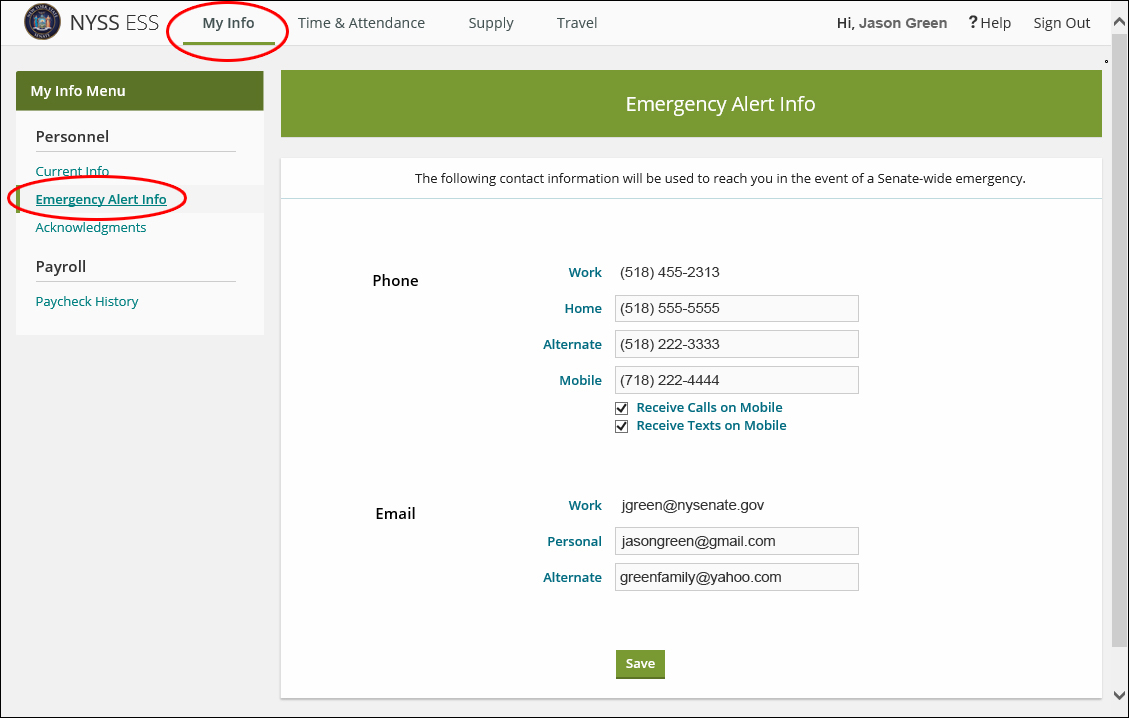 NYSS ESS My Info Time & Attendance Supply Travel Hi, Jason Green ? Help Sign Out
My Info Menu
Personnel
Current Info
Emergency Alert Info
Acknowledgments
Payroll
Paycheck History
Emergency Alert Info
The following contact information will be used to reach you in the event of a Senate-wide emergency.
Phone
Work (518) 455-2313
Home (518) 555-5555
Alternate (518) 222-3333
Mobile (718) 222-4444
Receive Calls on Mobile
Receive Texts on Mobile
Email
Work jgreen@nysenate.gov
Personal jasongreen@gmail.com
Alternate greenfamily@yahoo.com
Save